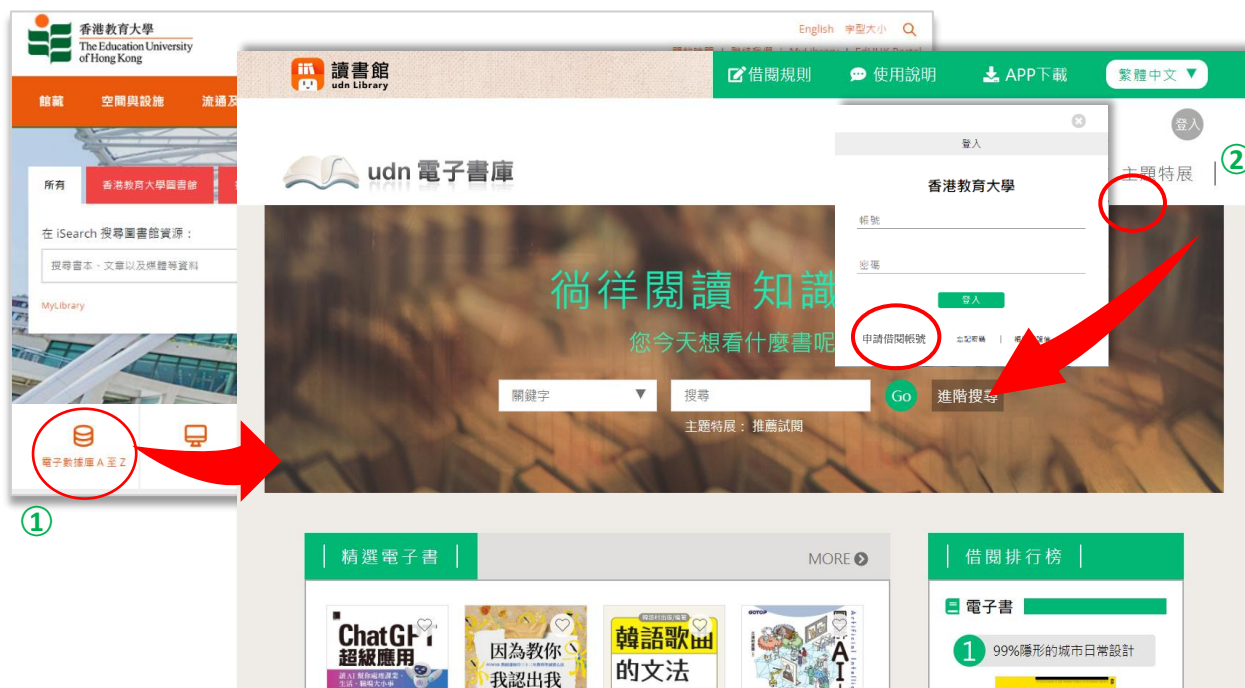 香港教育大學
The Education University
of Hong Kong
English 字型大小
館藏 空間與設施 流通及
所有 香港教育大學圖書館
在 iSearch 搜尋圖書館資源：
搜尋書本、文章以及媒體等資料
MyLibrary
電子數據庫 A 至 Z
①
讀書館
udn Library
借閱規則 使用說明 APP下載 繁體中文 ▼
登入
②
udn 電子書庫
主題特展
登入
香港教育大學
帳號
密碼
登入
申請借閱帳號 忘記密碼 |
徜徉閱讀 知識
您今天想看什麼書呢
關鍵字 ▼ 搜尋 Go 進階搜尋
主題特展： 推薦試閱
精選電子書 MORE
借閱排行榜
電子書
1 99%隱形的城市日常設計
ChatGPT
超級應用
因為教你
我認出我
韓語歌曲
的文法
AI